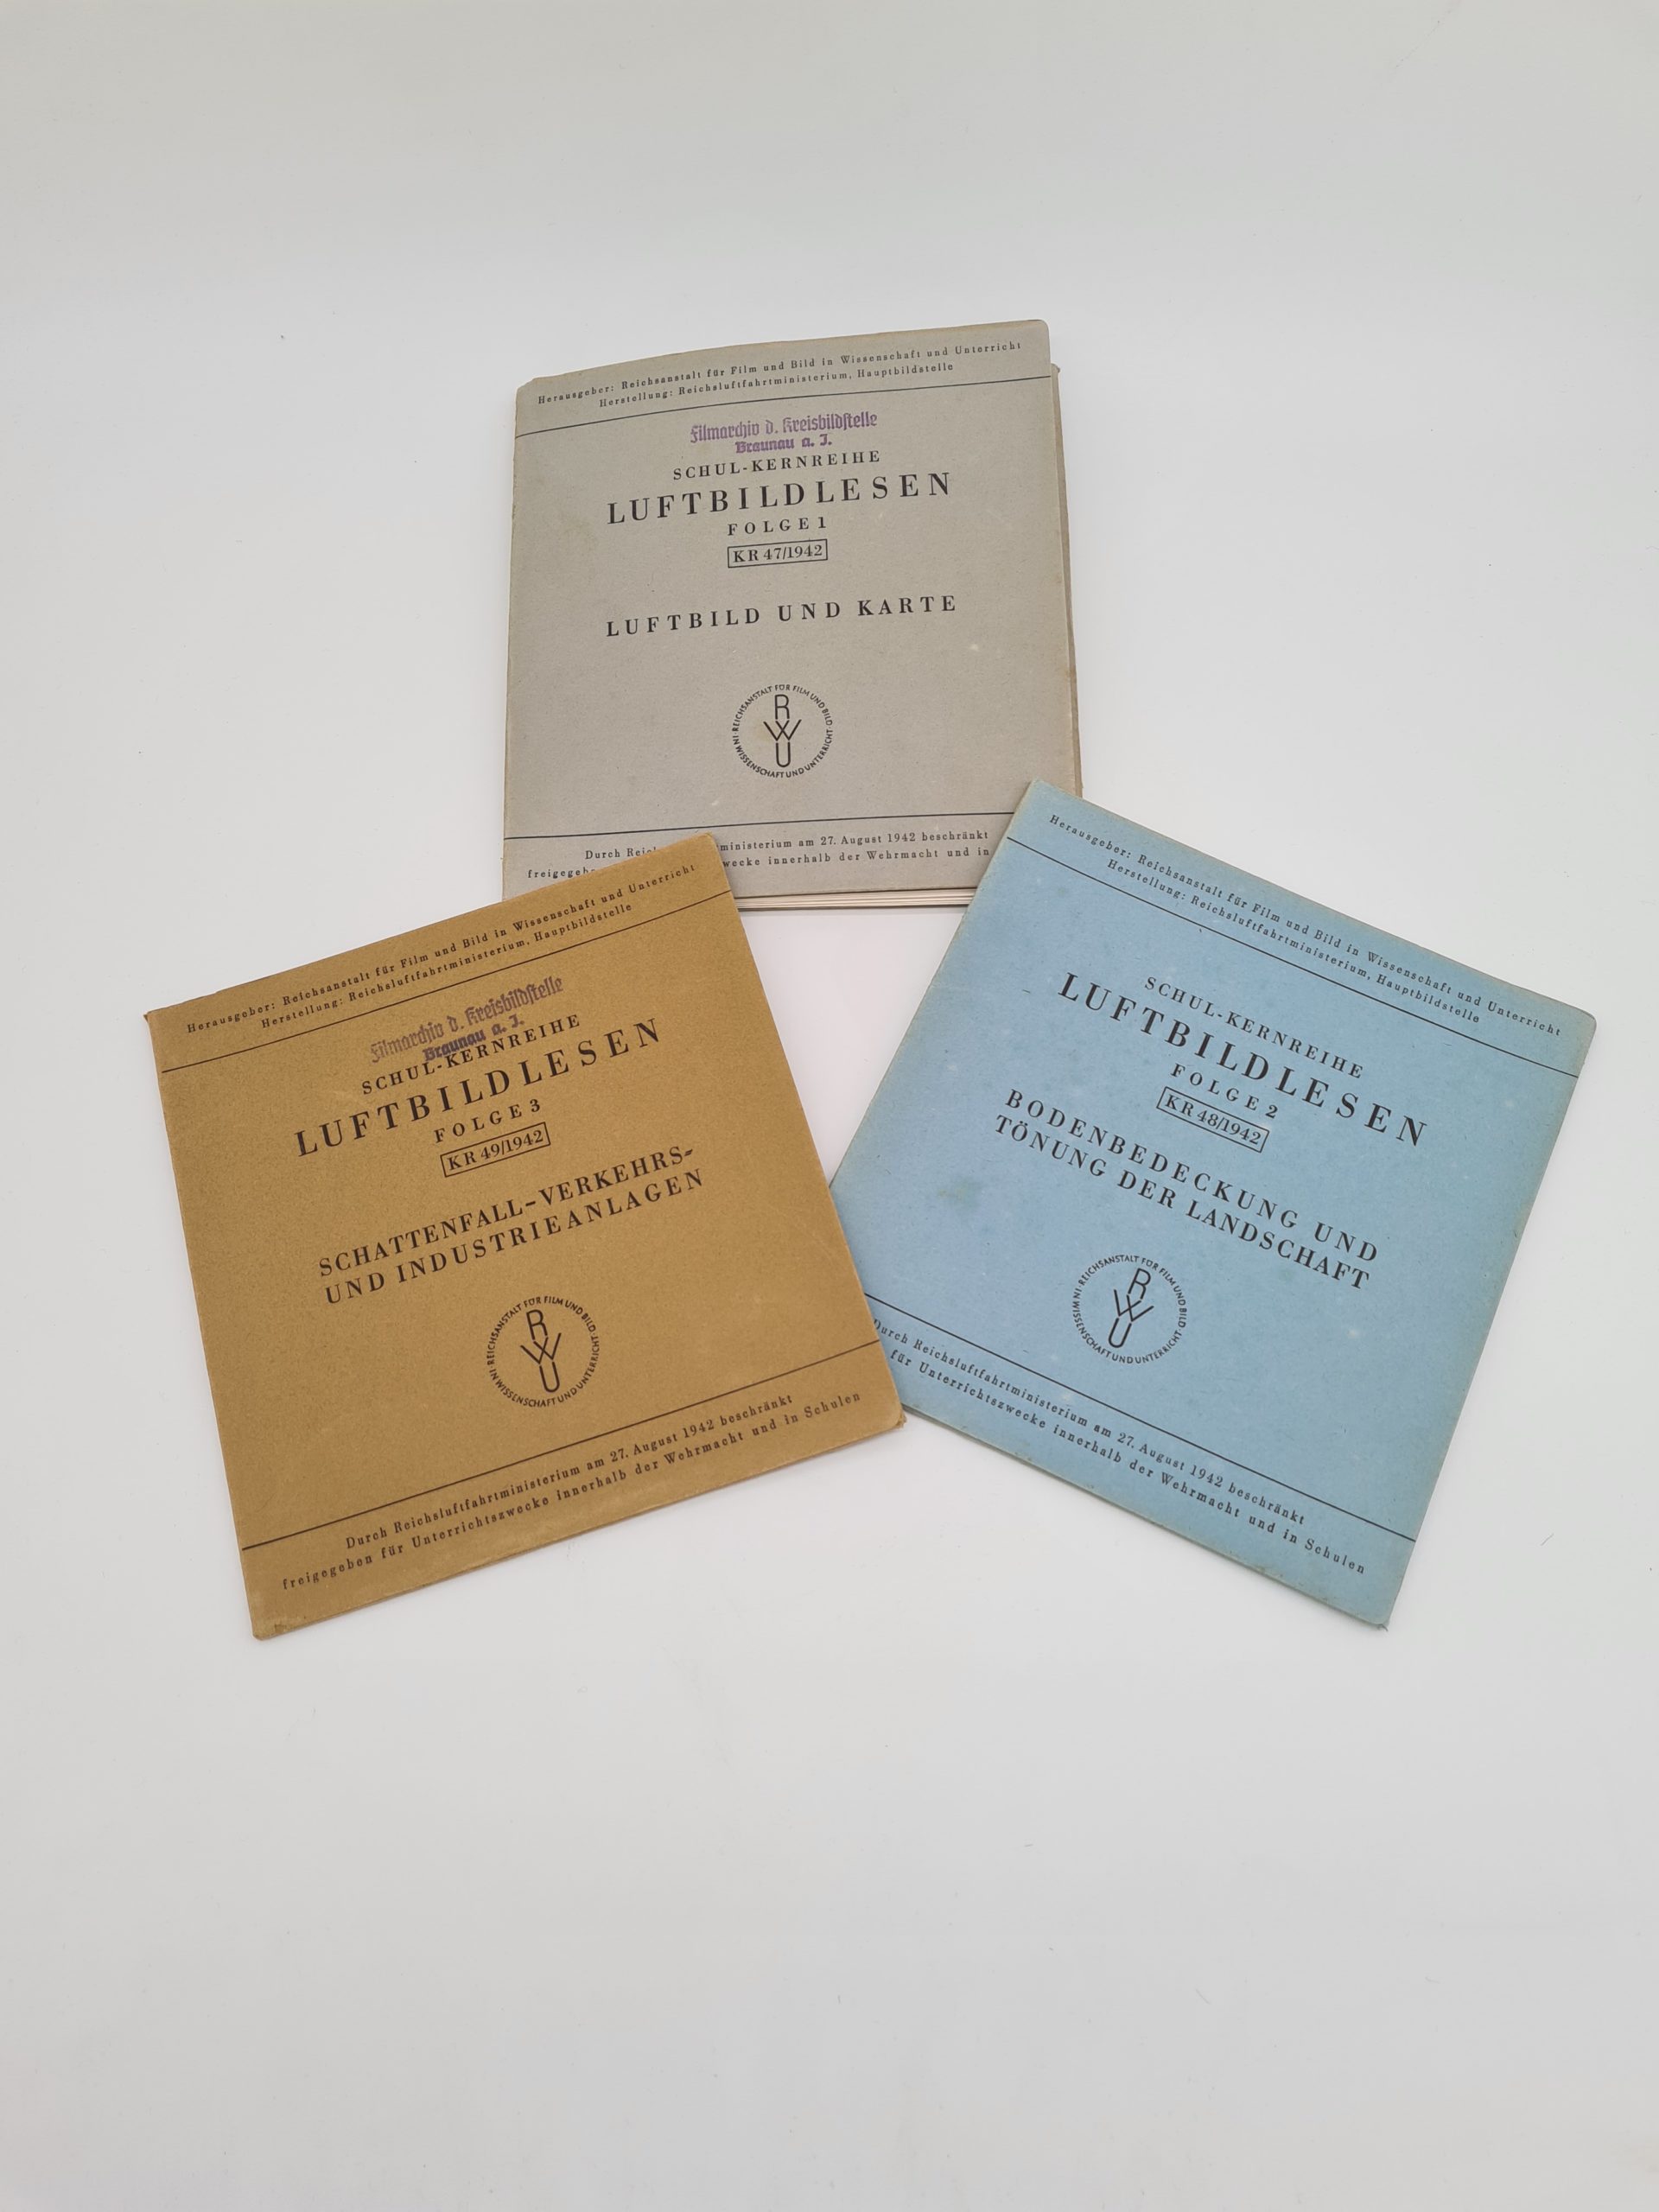 Herausgeber: Reichsanstalt für Film und Bild in Wissenschaft und Unterricht
Herstellung: Reichsluftfahrtministerium, Hauptbildstelle
Filmarchiv d. Kreisbildstelle
Braunau a. J.
SCHUL-KERNREIHE
LUFTBILDLESEN
FOLGE 1
KR 47/1942
LUFTBILD UND KARTE
REICHSANSTALT FÜR FILM UND BILD
IN WISSENSCHAFT UND UNTERRICHT
R
W
U
Durch ministerium am 27. August 1942 beschränkt
innerhalb der Wehrmacht und in
Herausgeber: Reichsanstalt für Film und Bild in Wissenschaft und Unterricht
Herstellung: Reichsluftfahrtministerium, Hauptbildstelle
Filmarchiv d. Kreisbildstelle
Braunau a. J.
SCHUL-KERNREIHE
LUFTBILDLESEN
FOLGE 3
KR 49/1942
SCHATTENFALL-VERKEHRS-
UND INDUSTRIEANLAGEN
REICHSANSTALT FÜR FILM UND BILD
IN WISSENSCHAFT UND UNTERRICHT
R
W
U
Durch Reichsluftfahrtministerium am 27. August 1942 beschränkt
freigegeben für Unterrichtszwecke innerhalb der Wehrmacht und in Schulen
Herausgeber: Reichsanstalt für Film und Bild in Wissenschaft und Unterricht
Herstellung: Reichsluftfahrtministerium, Hauptbildstelle
SCHUL-KERNREIHE
LUFTBILDLESEN
FOLGE 2
KR 48/1942
BODENBEDECKUNG UND
TÖNUNG DER LANDSCHAFT
REICHSANSTALT FÜR FILM UND BILD
IN WISSENSCHAFT UND UNTERRICHT
R
W
U
Durch Reichsluftfahrtministerium am 27. August 1942 beschränkt
für Unterrichtszwecke innerhalb der Wehrmacht und in Schulen